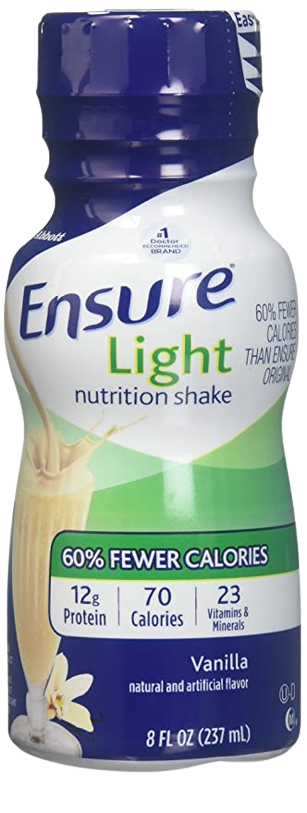 Eas
Abbott
#1
Doctor
RECOMMENDED
BRAND
Ensure®
Light
nutrition shake
60% FEWER
CALORIES
THAN ENSURE
ORIGINAL
60% FEWER CALORIES
12g
Protein
70
Calories
23
Vitamins &
Minerals
Vanilla
natural and artificial flavor
8 FL OZ (237 mL)
U-D